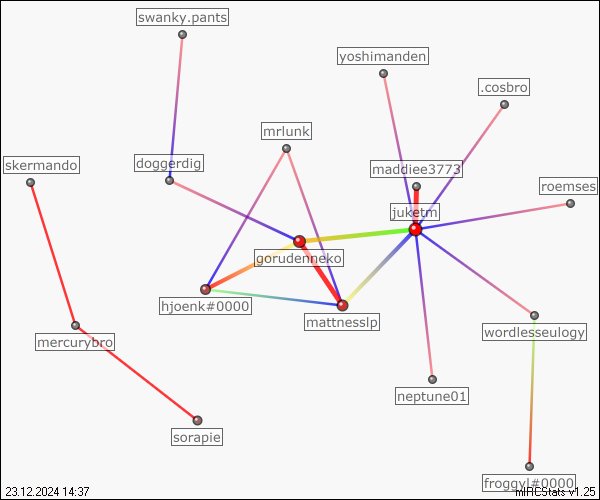 swanky.pants
yoshimanden
.cosbro
mrlunk
skermando
doggerdig
maddiee3773
roemses
juketm
gorudenneko
hjoenk#0000
mattnesslp
wordlesseulogy
mercurybro
neptune01
sorapie
froggyl#0000
23.12.2024 14:37
mIRCStats v1.25